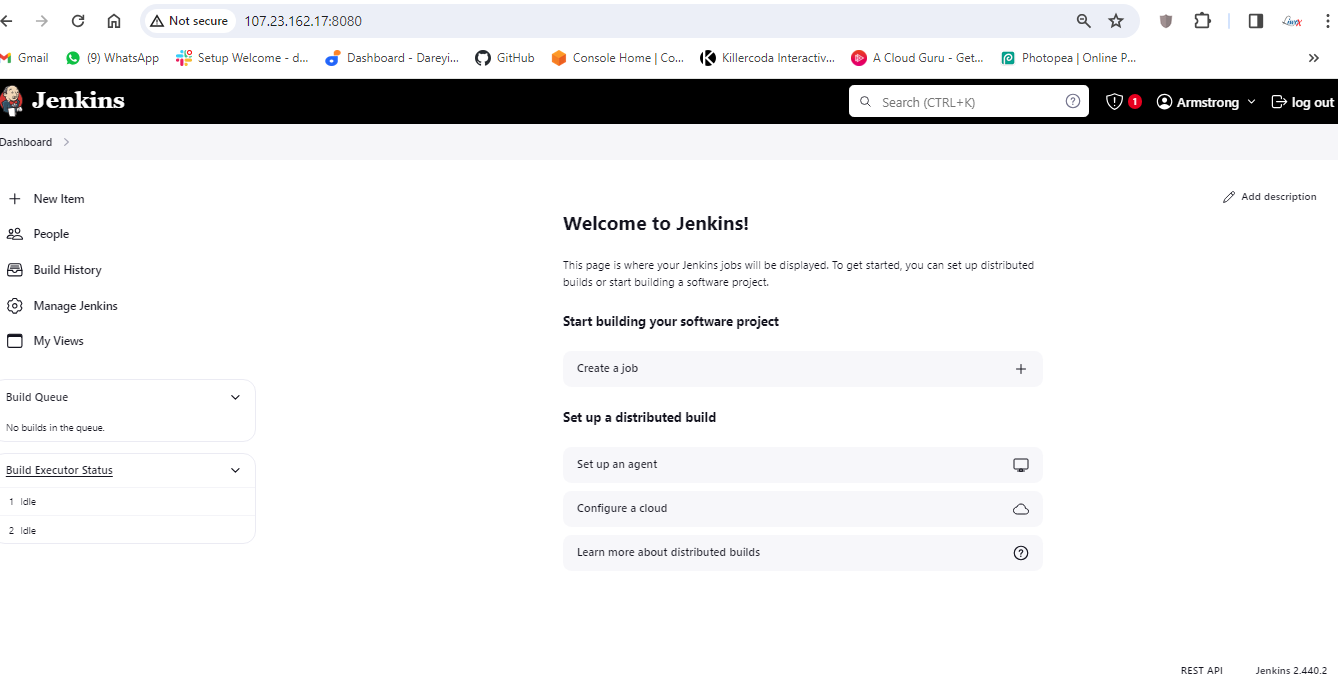 Not secure 107.23.162.17:8080
Gmail (9) WhatsApp Setup Welcome - d... Dashboard - Dareyi... GitHub Console Home | Co... Killercoda Interactiv... A Cloud Guru - Get... Photopea | Online P... »
Jenkins Search (CTRL+K) ? 1 Armstrong log out
Dashboard
New Item
People
Build History
Manage Jenkins
My Views
Build Queue
No builds in the queue.
Build Executor Status
1 Idle
2 Idle
Add description
Welcome to Jenkins!
This page is where your Jenkins jobs will be displayed. To get started, you can set up distributed
builds or start building a software project.
Start building your software project
Create a job
Set up a distributed build
Set up an agent
Configure a cloud
Learn more about distributed builds
REST API Jenkins 2.440.2